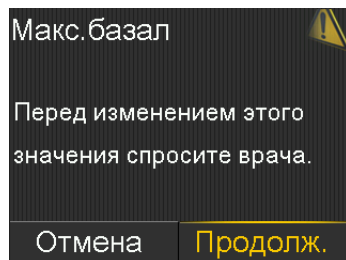 Макс.базал
Перед изменением этого
значения спросите врача.
Отмена
Продолж.